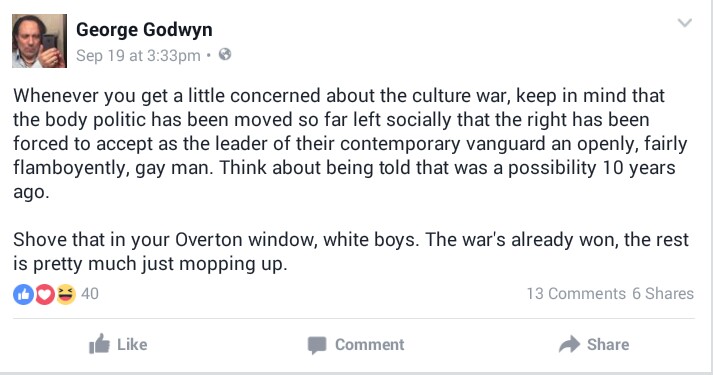 George Godwyn
Sep 19 at 3:33pm •
Whenever you get a little concerned about the culture war, keep in mind that
the body politic has been moved so far left socially that the right has been
forced to accept as the leader of their contemporary vanguard an openly, fairly
flamboyently, gay man. Think about being told that was a possibility 10 years
ago.
Shove that in your Overton window, white boys. The war's already won, the rest
is pretty much just mopping up.
40
13 Comments 6 Shares
Like
Comment
Share